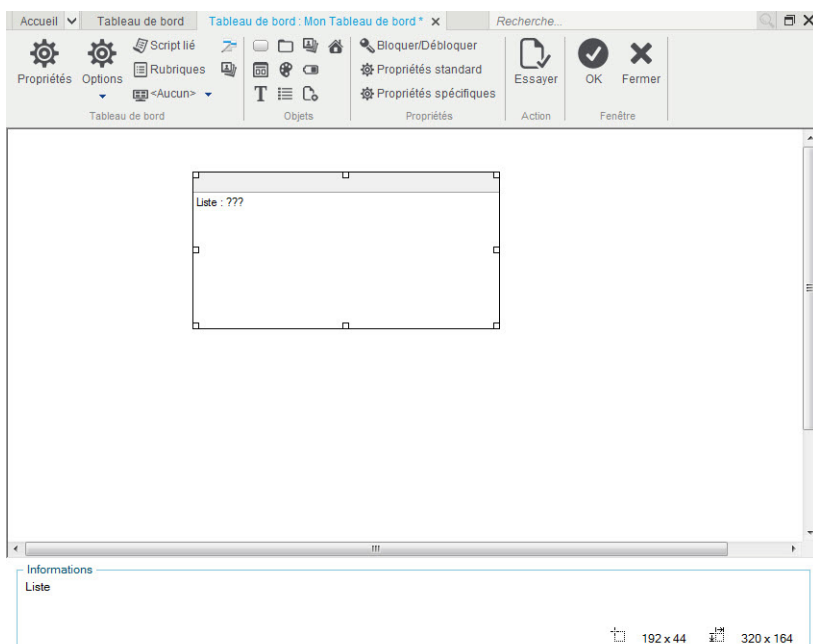 Accueil Tableau de bord Tableau de bord : Mon Tableau de bord * Recherche...
Script lié Bloquer/Débloquer
Rubriques Propriétés standard
Propriétés Options Essayer OK Fermer
<Aucun> T Propriétés spécifiques
Tableau de bord Objets Propriétés Action Fenêtre
Liste : ???
Informations
Liste
192 x 44 320 x 164